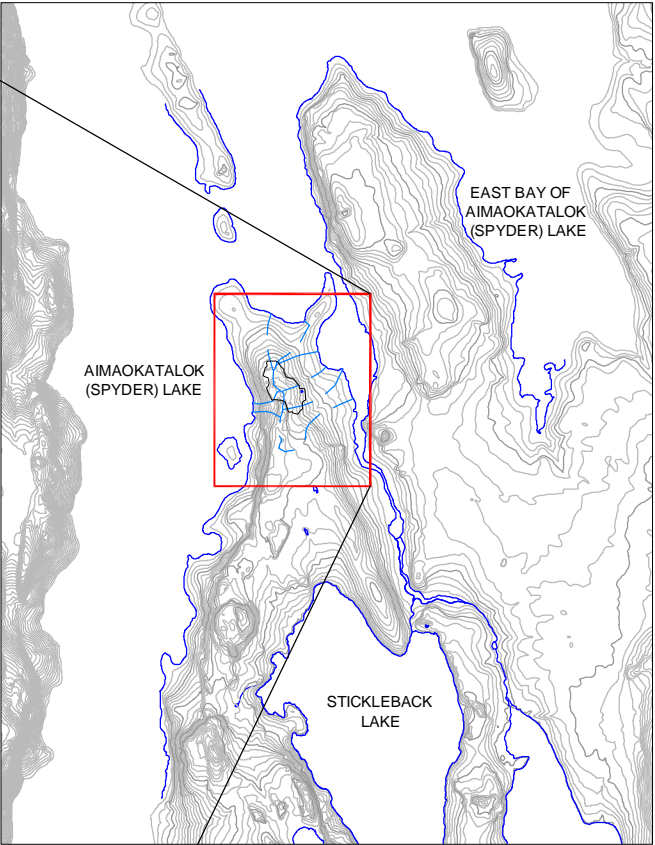 EAST BAY OF
AIMAOKATALOK
(SPYDER) LAKE
AIMAOKATALOK
(SPYDER) LAKE
STICKLEBACK
LAKE